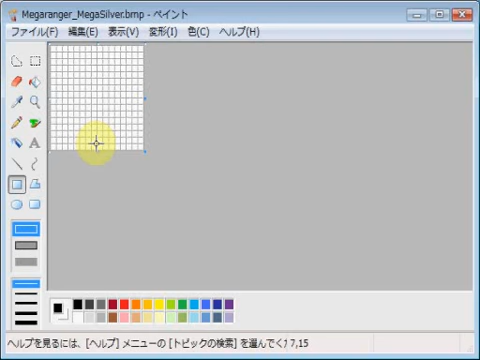 Megaranger_MegaSilver.bmp - ペイント
ファイル(F) 編集(E) 表示(V) 変形(I) 色(C) ヘルプ(H)
A
ヘルプを見るには、[ヘルプ] メニューの [トピックの検索] を選んでく 7,15